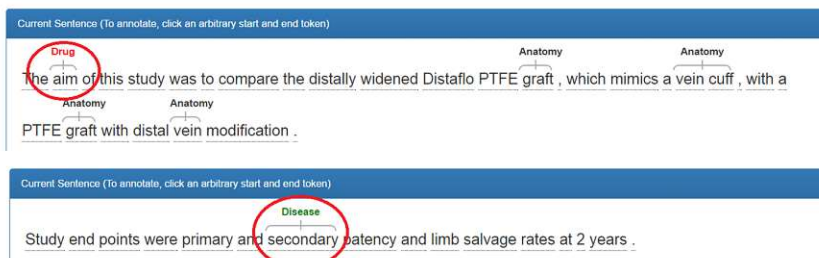 Current Sentence (To annotate, click an arbitrary start and end token)
Drug Anatomy Anatomy
The aim of this study was to compare the distally widened Distaflo PTFE graft , which mimics a vein cuff , with a
Anatomy Anatomy
PTFE graft with distal vein modification .
Current Sentence (To annotate, click an arbitrary start and end token)
Disease
Study end points were primary and secondary patency and limb salvage rates at 2 years .